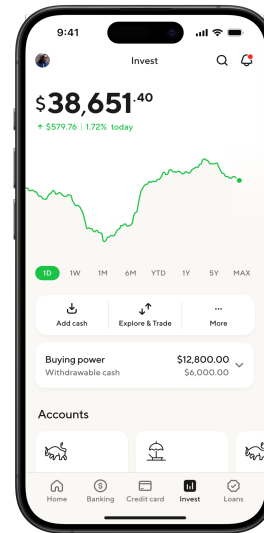 9:41
Invest
$38,651.40
$579.76 | 1.72% today
1D 1W 1M 6M YTD 1Y 5Y MAX
Add cash Explore & Trade More
Buying power $12,800.00
Withdrawable cash $6,000.00
Accounts
Home Banking Credit card Invest Loans